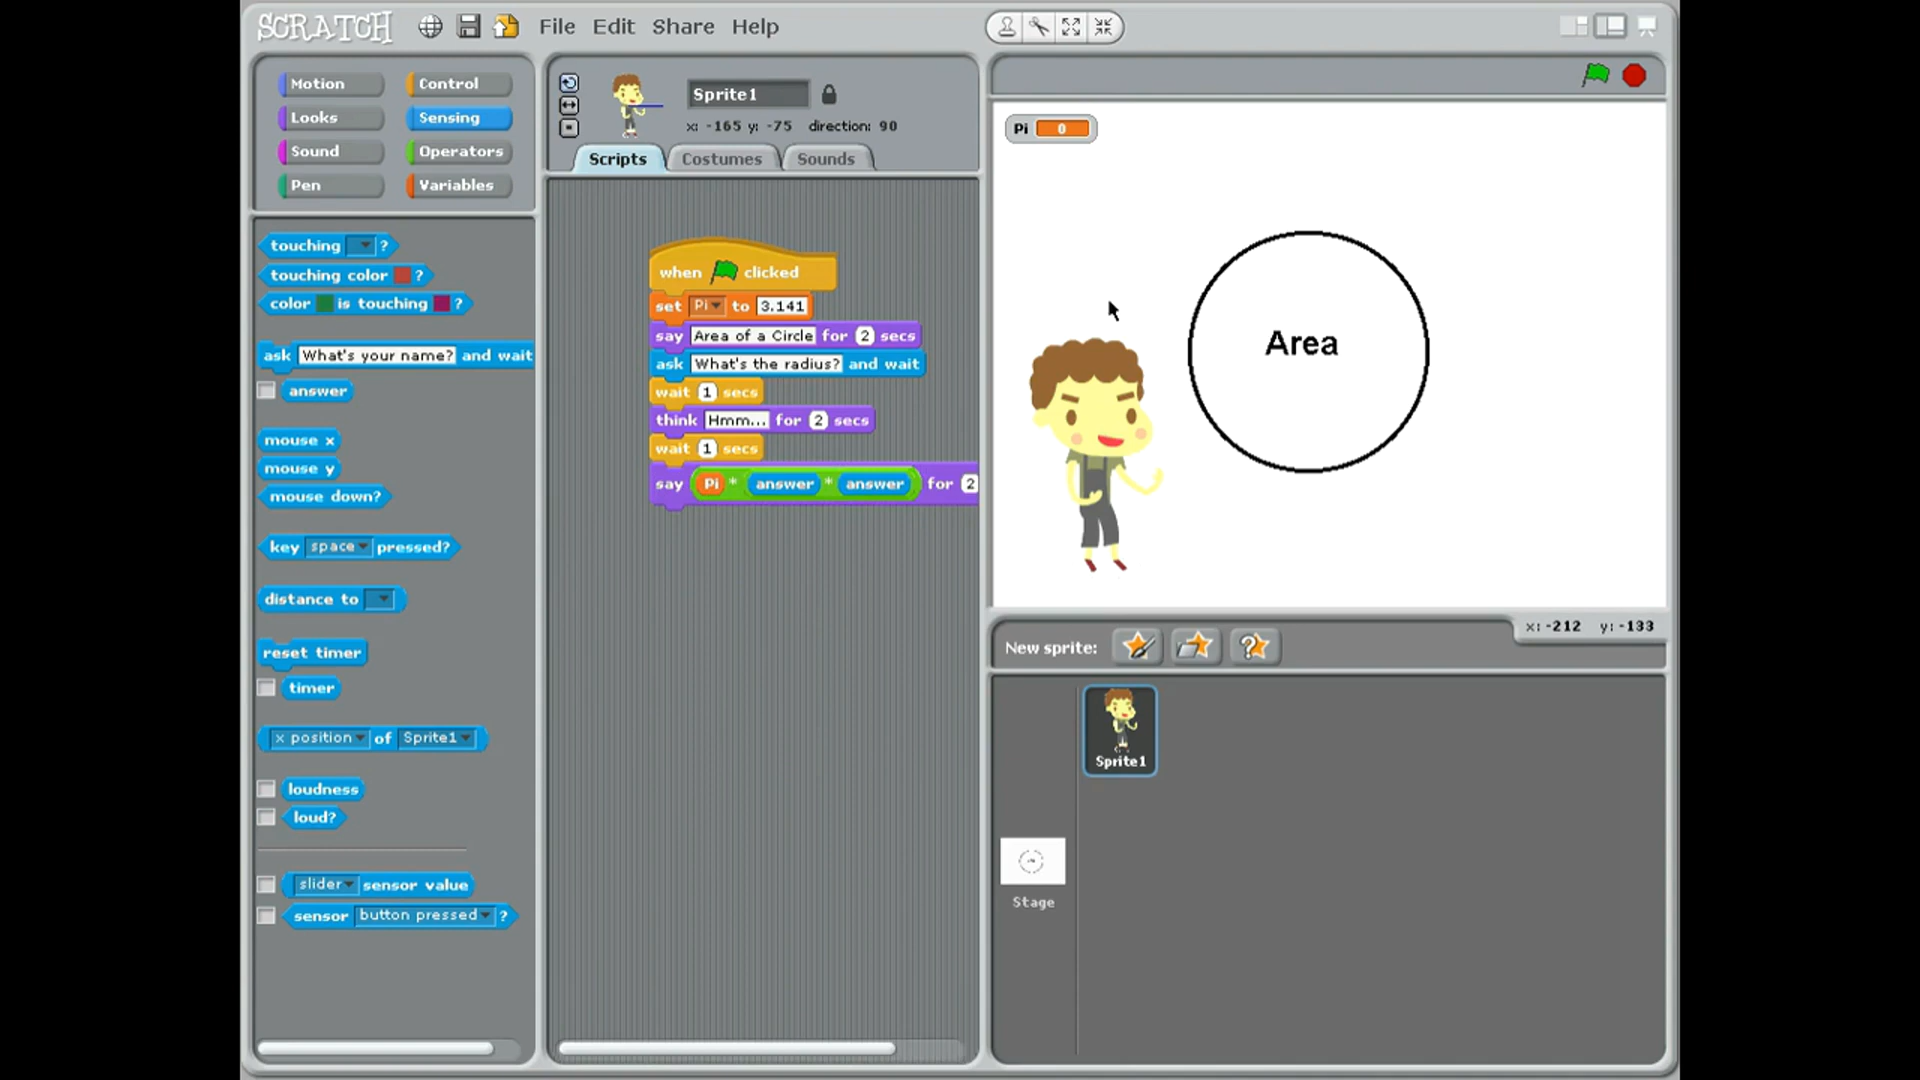 SCRATCH File Edit Share Help
Motion Control
Looks Sensing
Sound Operators
Pen Variables
touching ?
touching color ?
color is touching ?
ask What's your name? and wait
answer
mouse x
mouse y
mouse down?
key space pressed?
distance to
reset timer
timer
x position of Sprite1
loudness
loud?
slider sensor value
sensor button pressed ?
Sprite1
x: -165 y: -75 direction: 90
Scripts Costumes Sounds
when clicked
set Pi to 3.141
say Area of a Circle for 2 secs
ask What's the radius? and wait
wait 1 secs
think Hmm... for 2 secs
wait 1 secs
say Pi * answer * answer for 2
Pi 0
Area
x: -212 y: -133
New sprite:
Sprite1
Stage